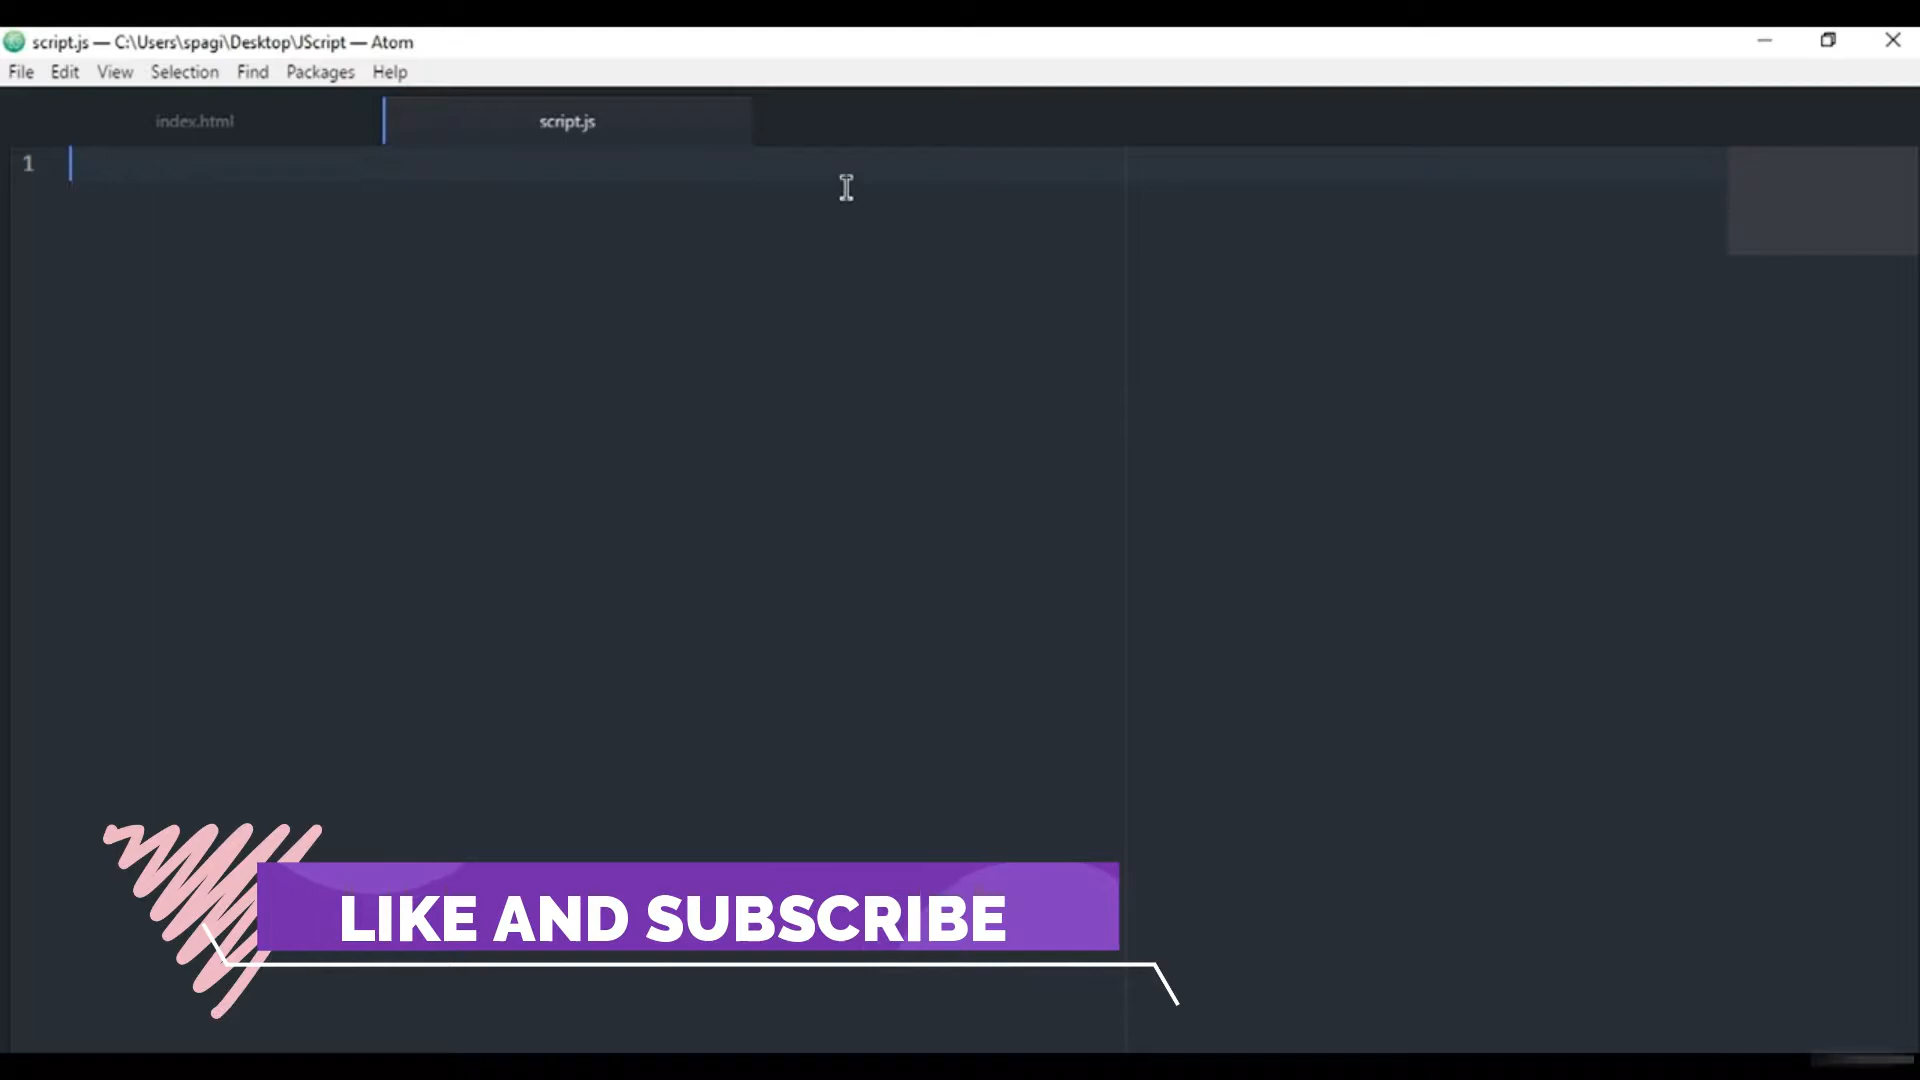 script.js — C:\Users\spagi\Desktop\JScript — Atom
File Edit View Selection Find Packages Help
index.html script.js
1
LIKE AND SUBSCRIBE